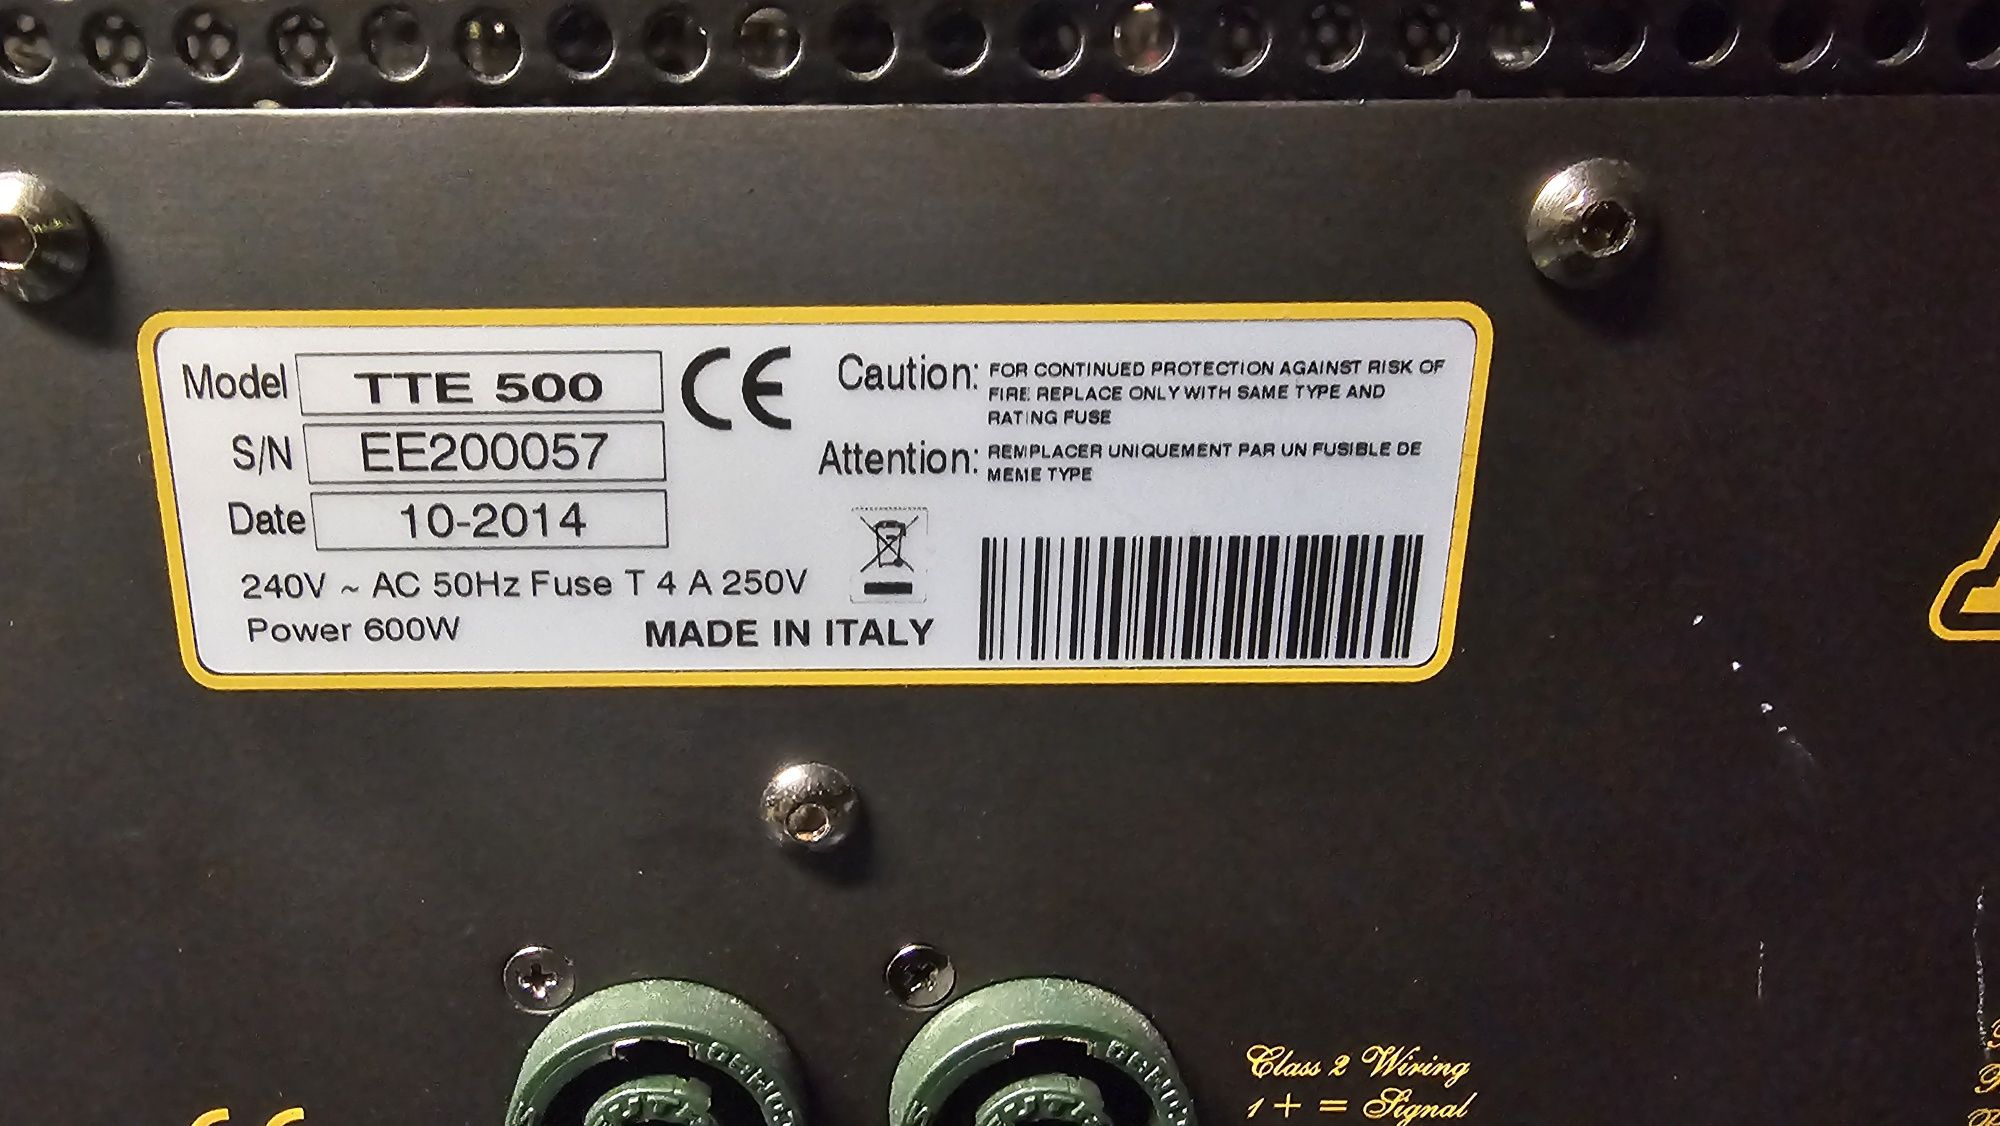 Model TTE 500
S/N EE200057
Date 10-2014
240V ~ AC 50Hz Fuse T 4 A 250V
Power 600W
MADE IN ITALY
CE
Caution: FOR CONTINUED PROTECTION AGAINST RISK OF
FIRE REPLACE ONLY WITH SAME TYPE AND
RATING FUSE
Attention: REMPLACER UNIQUEMENT PAR UN FUSIBLE DE
MEME TYPE
Class 2 Wiring
1 + = Signal